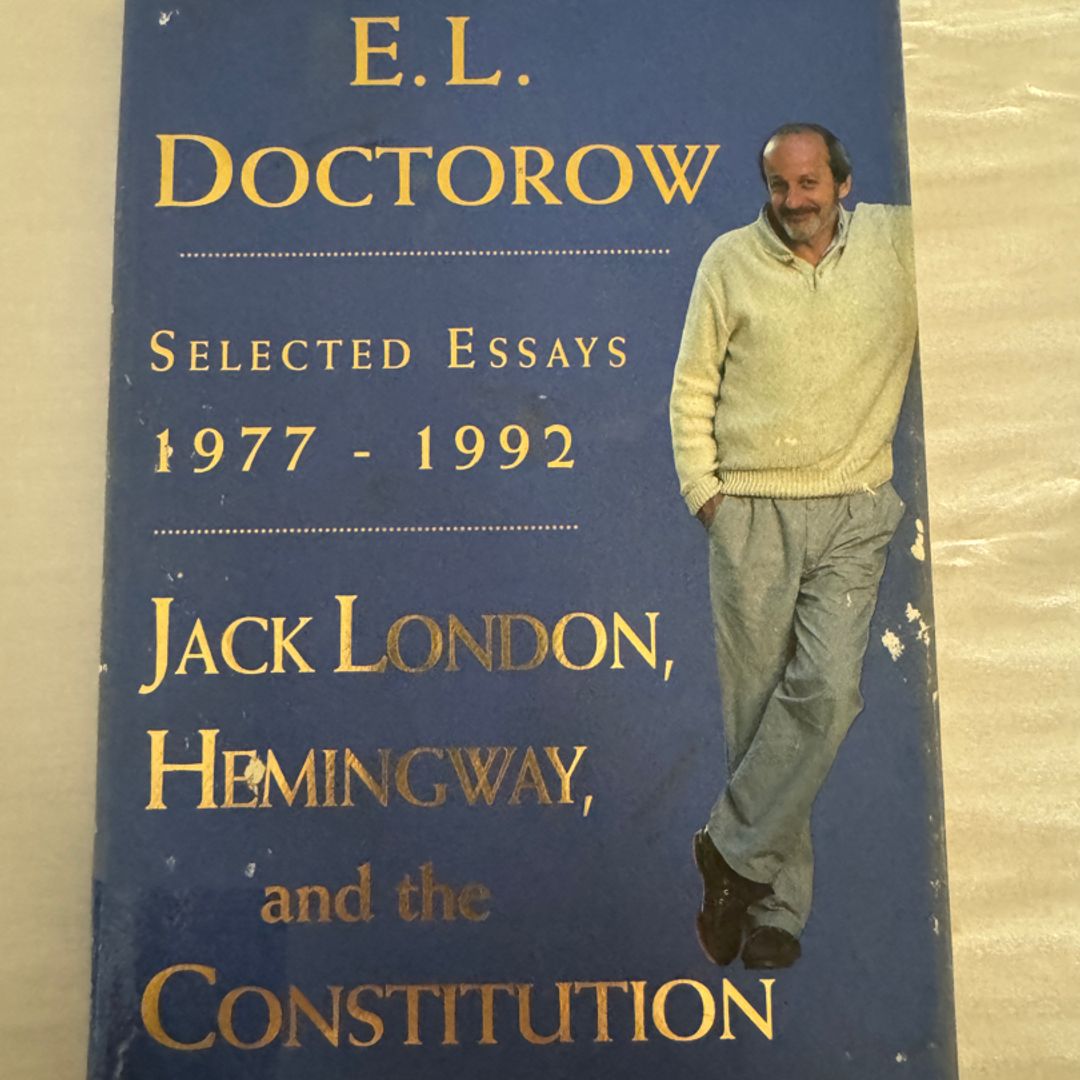 E.L.
DOCTOROW
SELECTED ESSAYS
1977 - 1992
JACK LONDON,
HEMINGWAY,
and the
CONSTITUTION